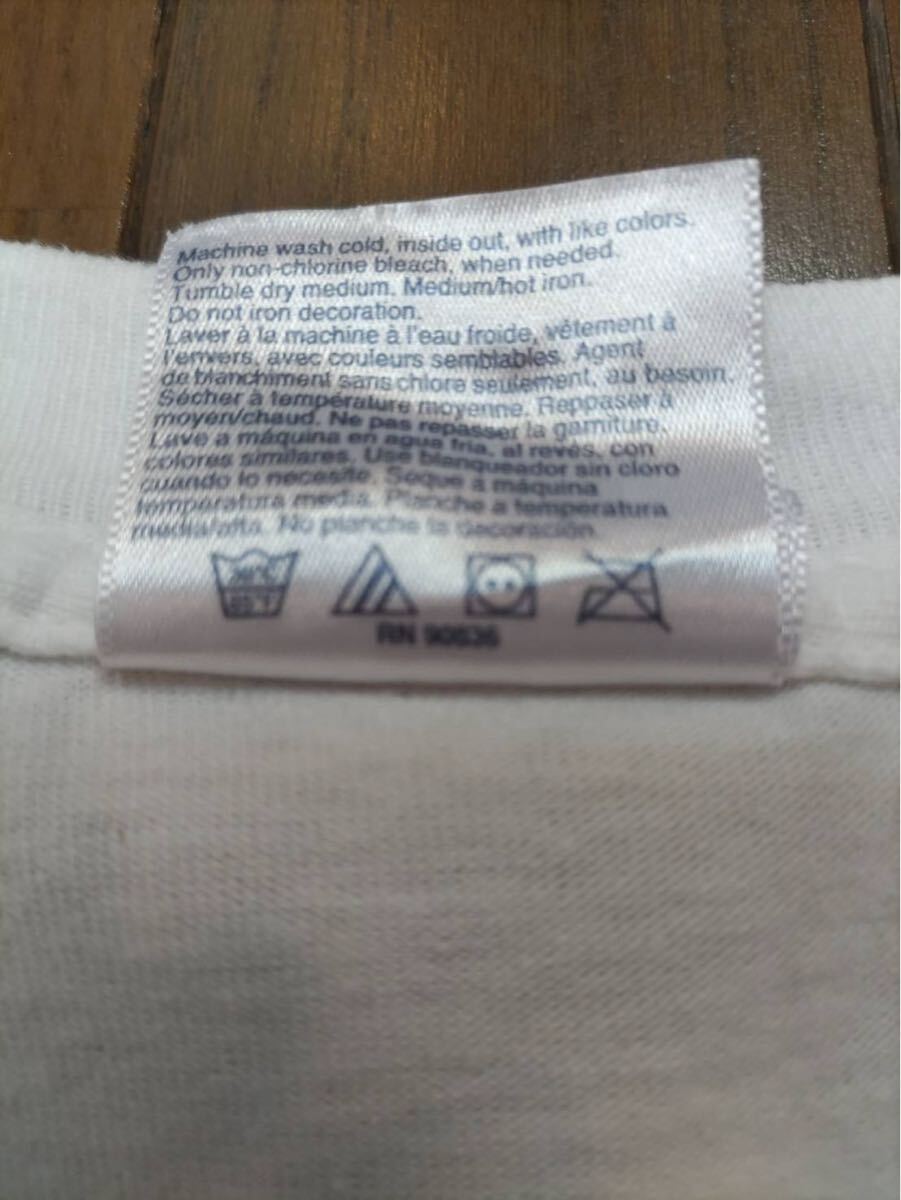 Machine wash cold, inside out, with like colors.
Only non-chlorine bleach, when needed.
Tumble dry medium. Medium/hot iron.
Do not iron decoration.
Laver à la machine à l'eau froide, vêtement à
l'envers, avec couleurs semblables. Agent
de blanchiment sans chlore seulement, au besoin.
Sécher à température moyenne. Reppaser à
moyen/chaud. Ne pas repasser la garniture.
Lave a máquina en agua fria, al revés, con
colores similares. Use blanqueador sin cloro
cuando lo necesite. Seque a máquina
temperatura media. Planche a temperatura
media/alta. No planche la decoración.
RN